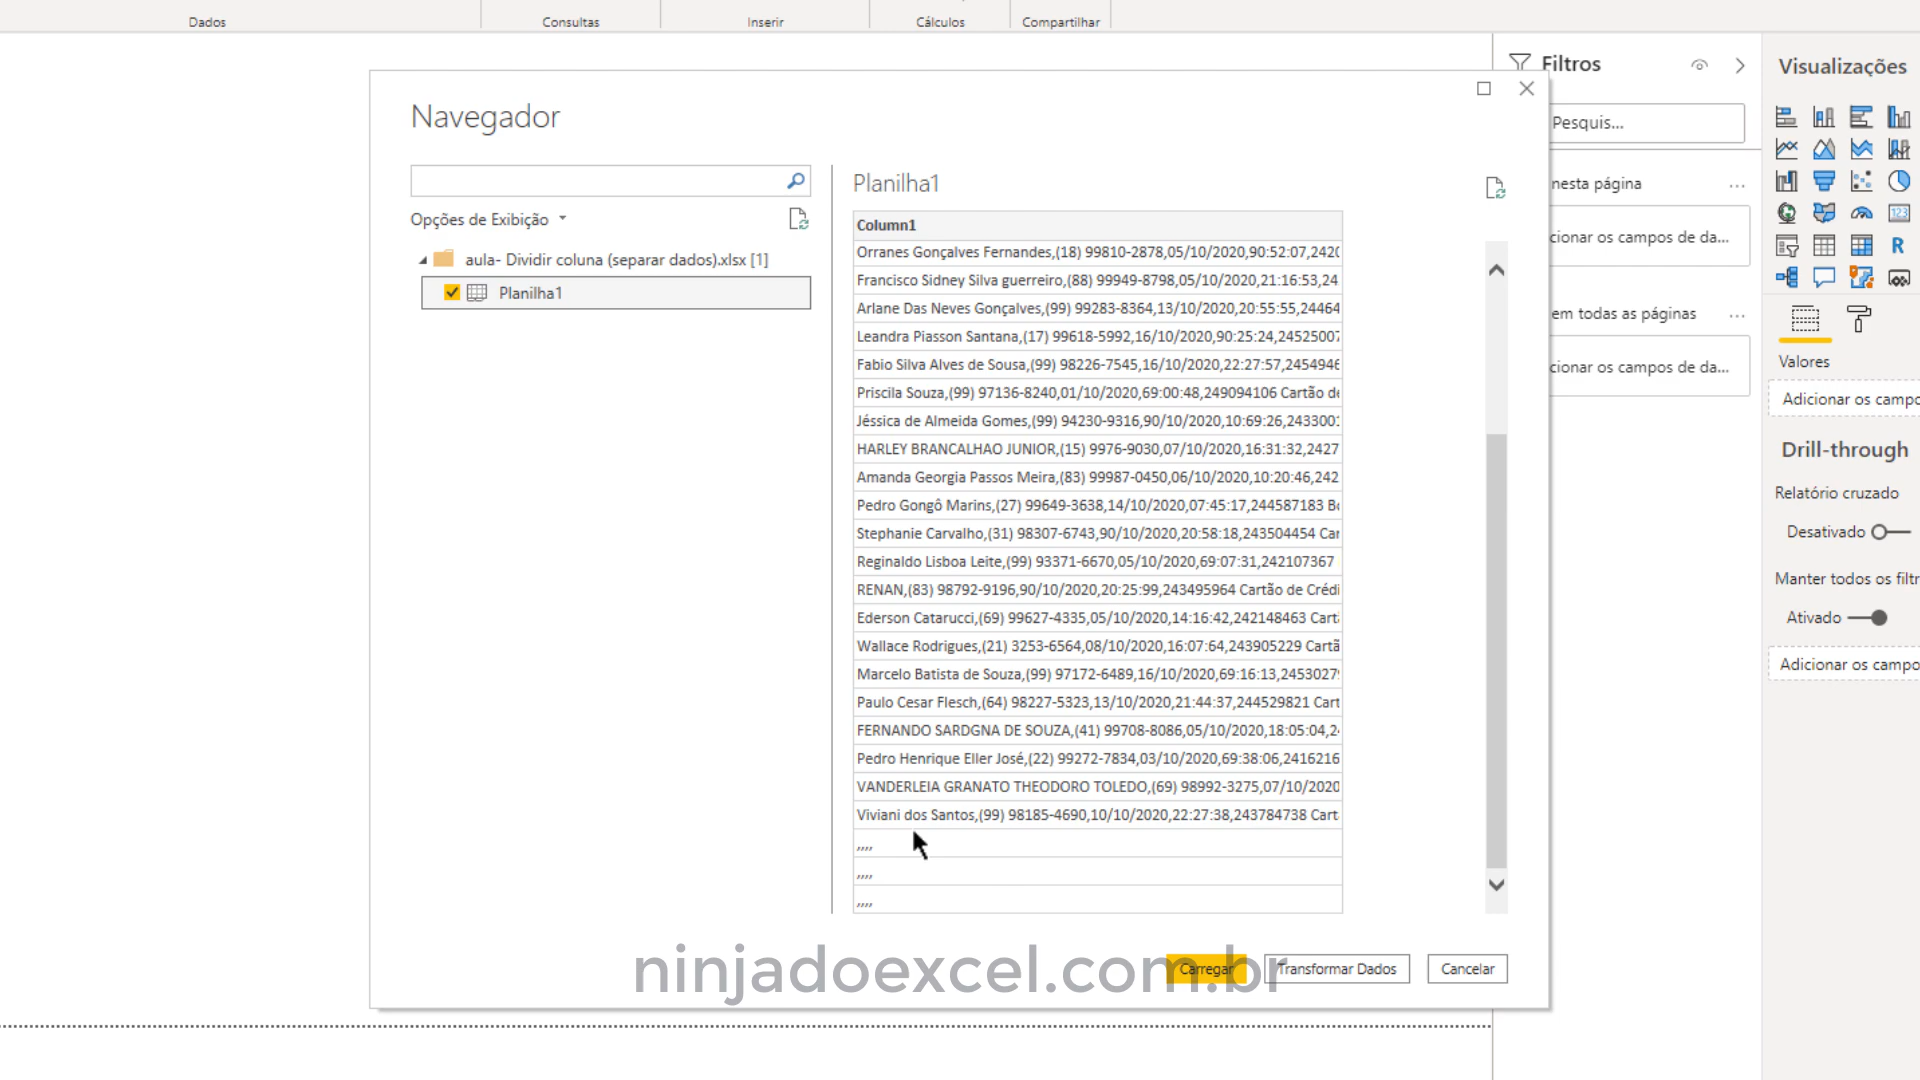 Dados
Consultas
Inserir
Cálculos
Compartilhar
Filtros
Visualizações
Pesquis...
nesta página
...
cionar os campos de da...
em todas as páginas
...
cionar os campos de da...
Valores
Adicionar os campo
Drill-through
Relatório cruzado
Desativado
Manter todos os filtr
Ativado
Adicionar os campo
Navegador
Opções de Exibição
aula- Dividir coluna (separar dados).xlsx [1]
Planilha1
Planilha1
Column1
Orranes Gonçalves Fernandes,(18) 99810-2878,05/10/2020,90:52:07,2420
Francisco Sidney Silva guerreiro,(88) 99949-8798,05/10/2020,21:16:53,24
Arlane Das Neves Gonçalves,(99) 99283-8364,13/10/2020,20:55:55,24464
Leandra Piasson Santana,(17) 99618-5992,16/10/2020,90:25:24,24525007
Fabio Silva Alves de Sousa,(99) 98226-7545,16/10/2020,22:27:57,2454946
Priscila Souza,(99) 97136-8240,01/10/2020,69:00:48,249094106 Cartão de
Jéssica de Almeida Gomes,(99) 94230-9316,90/10/2020,10:69:26,243300
HARLEY BRANCALHAO JUNIOR,(15) 9976-9030,07/10/2020,16:31:32,2427
Amanda Georgia Passos Meira,(83) 99987-0450,06/10/2020,10:20:46,242
Pedro Gongô Marins,(27) 99649-3638,14/10/2020,07:45:17,244587183 B
Stephanie Carvalho,(31) 98307-6743,90/10/2020,20:58:18,243504454 Car
Reginaldo Lisboa Leite,(99) 93371-6670,05/10/2020,69:07:31,242107367
RENAN,(83) 98792-9196,90/10/2020,20:25:99,243495964 Cartão de Crédi
Ederson Catarucci,(69) 99627-4335,05/10/2020,14:16:42,242148463 Cart
Wallace Rodrigues,(21) 3253-6564,08/10/2020,16:07:64,243905229 Cartã
Marcelo Batista de Souza,(99) 97172-6489,16/10/2020,69:16:13,2453027
Paulo Cesar Flesch,(64) 98227-5323,13/10/2020,21:44:37,244529821 Cart
FERNANDO SARDGNA DE SOUZA,(41) 99708-8086,05/10/2020,18:05:04,2
Pedro Henrique Eller José,(22) 99272-7834,03/10/2020,69:38:06,2416216
VANDERLEIA GRANATO THEODORO TOLEDO,(69) 98992-3275,07/10/2020
Viviani dos Santos,(99) 98185-4690,10/10/2020,22:27:38,243784738 Cart
,,,,
,,,,
,,,,
Carregar
Transformar Dados
Cancelar
ninjadoexcel.com.br